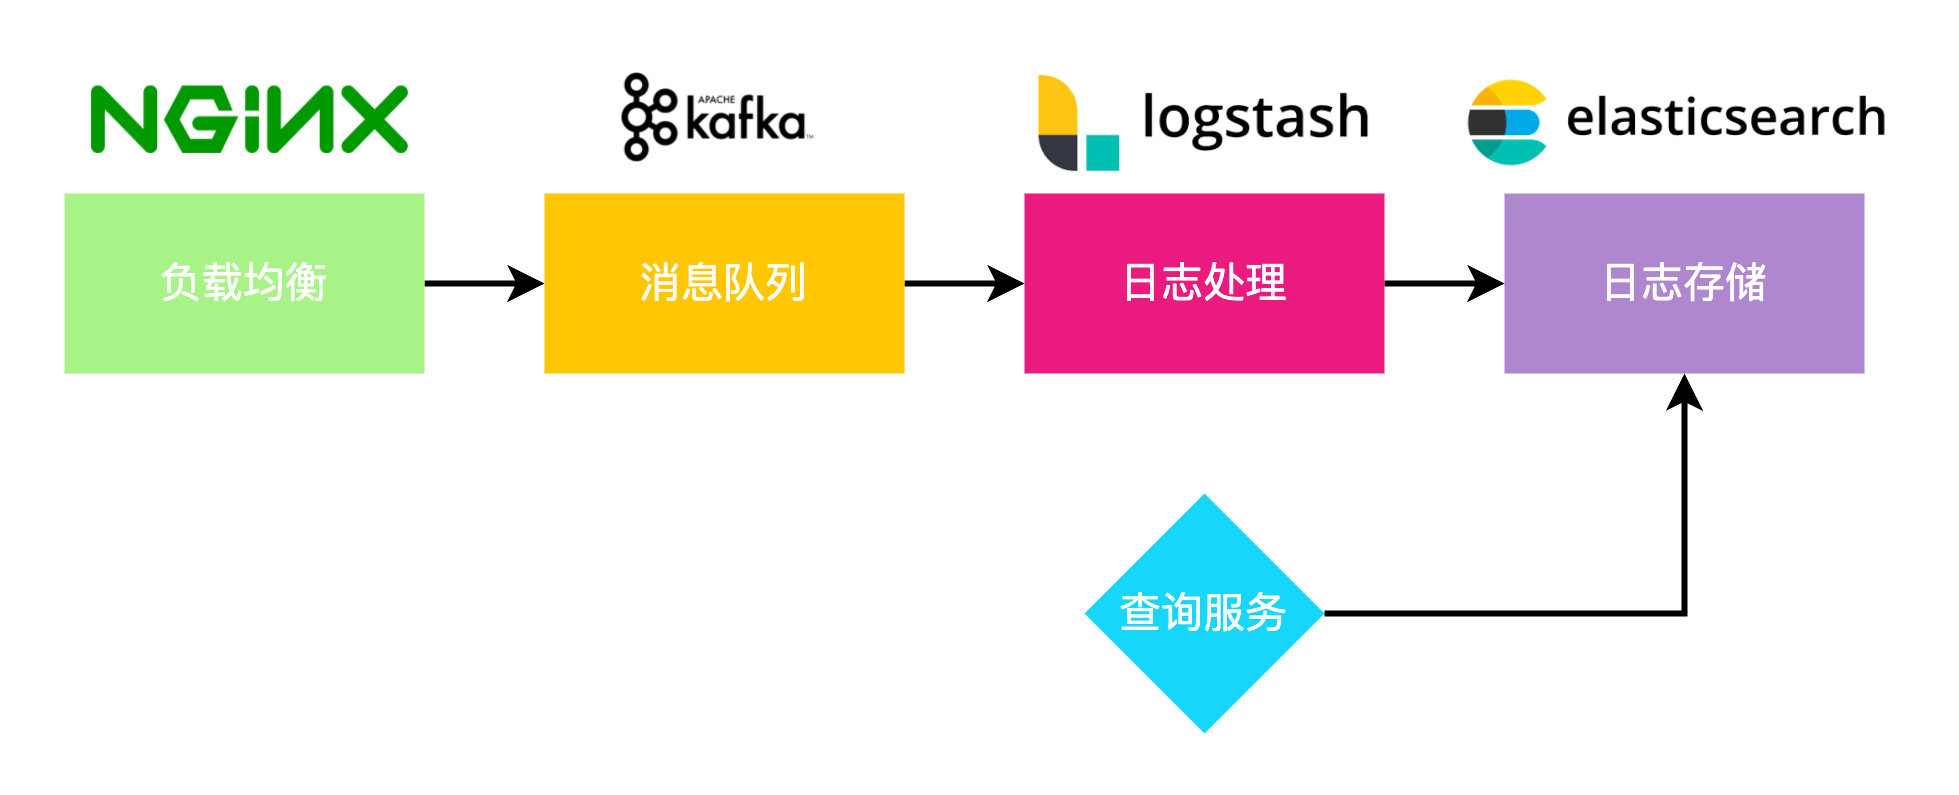 NGINX
APACHE
kafka
logstash
elasticsearch
负载均衡
消息队列
日志处理
日志存储
查询服务